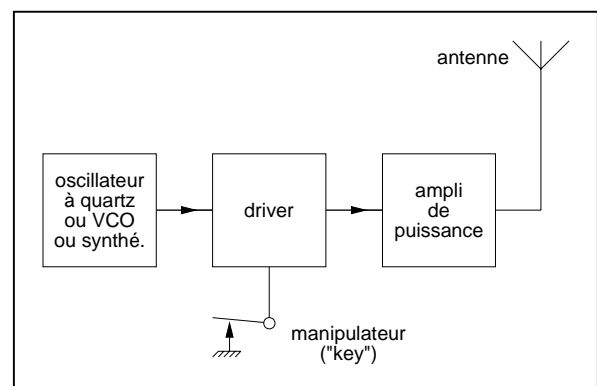 antenne
oscillateur
à quartz
ou VCO
ou synthé.
driver
ampli
de
puissance
manipulateur
("key")